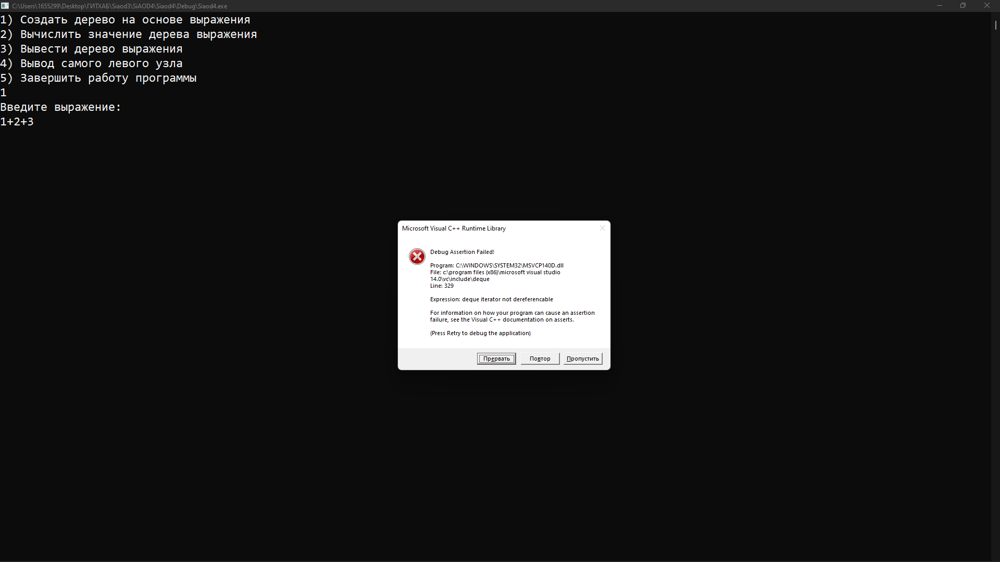 C:\Users\1655299\Desktop\ГИТХАБ\Siaod3\SiAOD4\Siaod4\Debug\Siaod4.exe
1) Создать дерево на основе выражения
2) Вычислить значение дерева выражения
3) Вывести дерево выражения
4) Вывод самого левого узла
5) Завершить работу программы
1
Введите выражение:
1+2+3
Microsoft Visual C++ Runtime Library
Debug Assertion Failed!
Program: C:\WINDOWS\SYSTEM32\MSVCP140D.dll
File: c:\program files (x86)\microsoft visual studio
14.0\vc\include\deque
Line: 329
Expression: deque iterator not dereferencable
For information on how your program can cause an assertion
failure, see the Visual C++ documentation on asserts.
(Press Retry to debug the application)
Прервать Повтор Пропустить